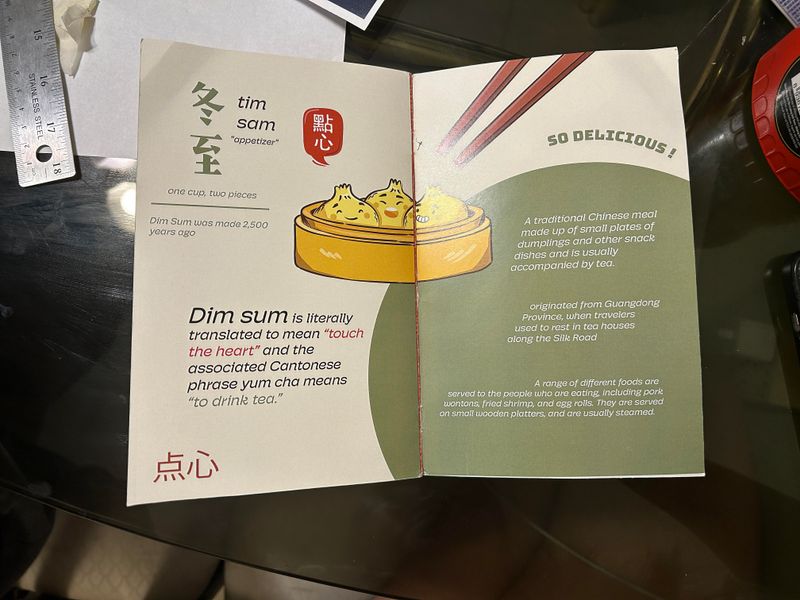 冬至
tim
sam
"appetizer"
點心
one cup, two pieces
Dim Sum was made 2,500
years ago
Dim sum is literally
translated to mean "touch
the heart" and the
associated Cantonese
phrase yum cha means
"to drink tea."
点心
SO DELICIOUS!
A traditional Chinese meal
made up of small plates of
dumplings and other snack
dishes and is usually
accompanied by tea.
originated from Guangdong
Province, when travelers
used to rest in tea houses
along the Silk Road
A range of different foods are
served to the people who are eating, including pork
wontons, fried shrimp, and egg rolls. They are served
on small wooden platters, and are usually steamed.
15
16
STAINLESS STEEL
17
18